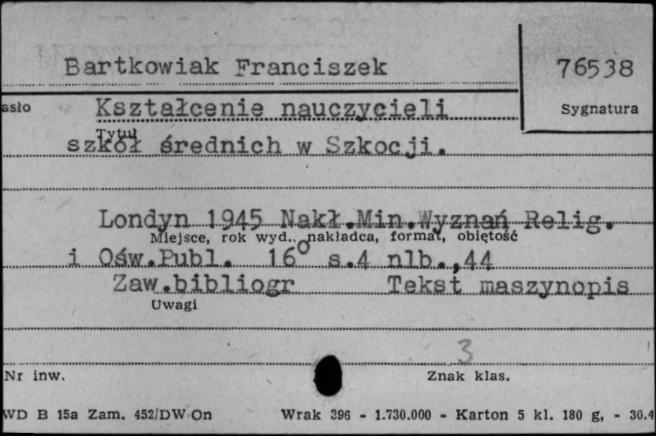 Bartkowiak Franciszek
76538
asło
Kształcenie nauczycieli
Sygnatura
Tytuł
szkół średnich w Szkocji.
Londyn 1945 Nakł.Min.Wyznań Relig.
Miejsce, rok wyd., nakładca, format, objętość
i Ośw.Publ. 16° s.4 nlb.,44
Zaw.bibliogr Tekst maszynopis
Uwagi
3
Nr inw.
Znak klas.
WD B 15a Zam. 452/DW On Wrak 396 - 1.730.000 - Karton 5 kl. 180 g, - 30.4